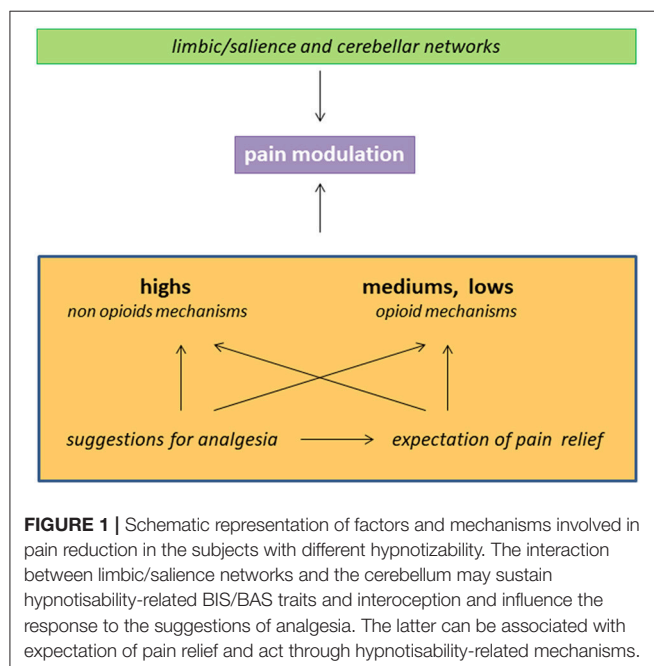 limbic/salience and cerebellar networks
pain modulation
highs mediums, lows
non opioids mechanisms opioid mechanisms
suggestions for analgesia expectation of pain relief
FIGURE 1 | Schematic representation of factors and mechanisms involved in
pain reduction in the subjects with different hypnotizability. The interaction
between limbic/salience networks and the cerebellum may sustain
hypnotisability-related BIS/BAS traits and interoception and influence the
response to the suggestions of analgesia. The latter can be associated with
expectation of pain relief and act through hypnotisability-related mechanisms.